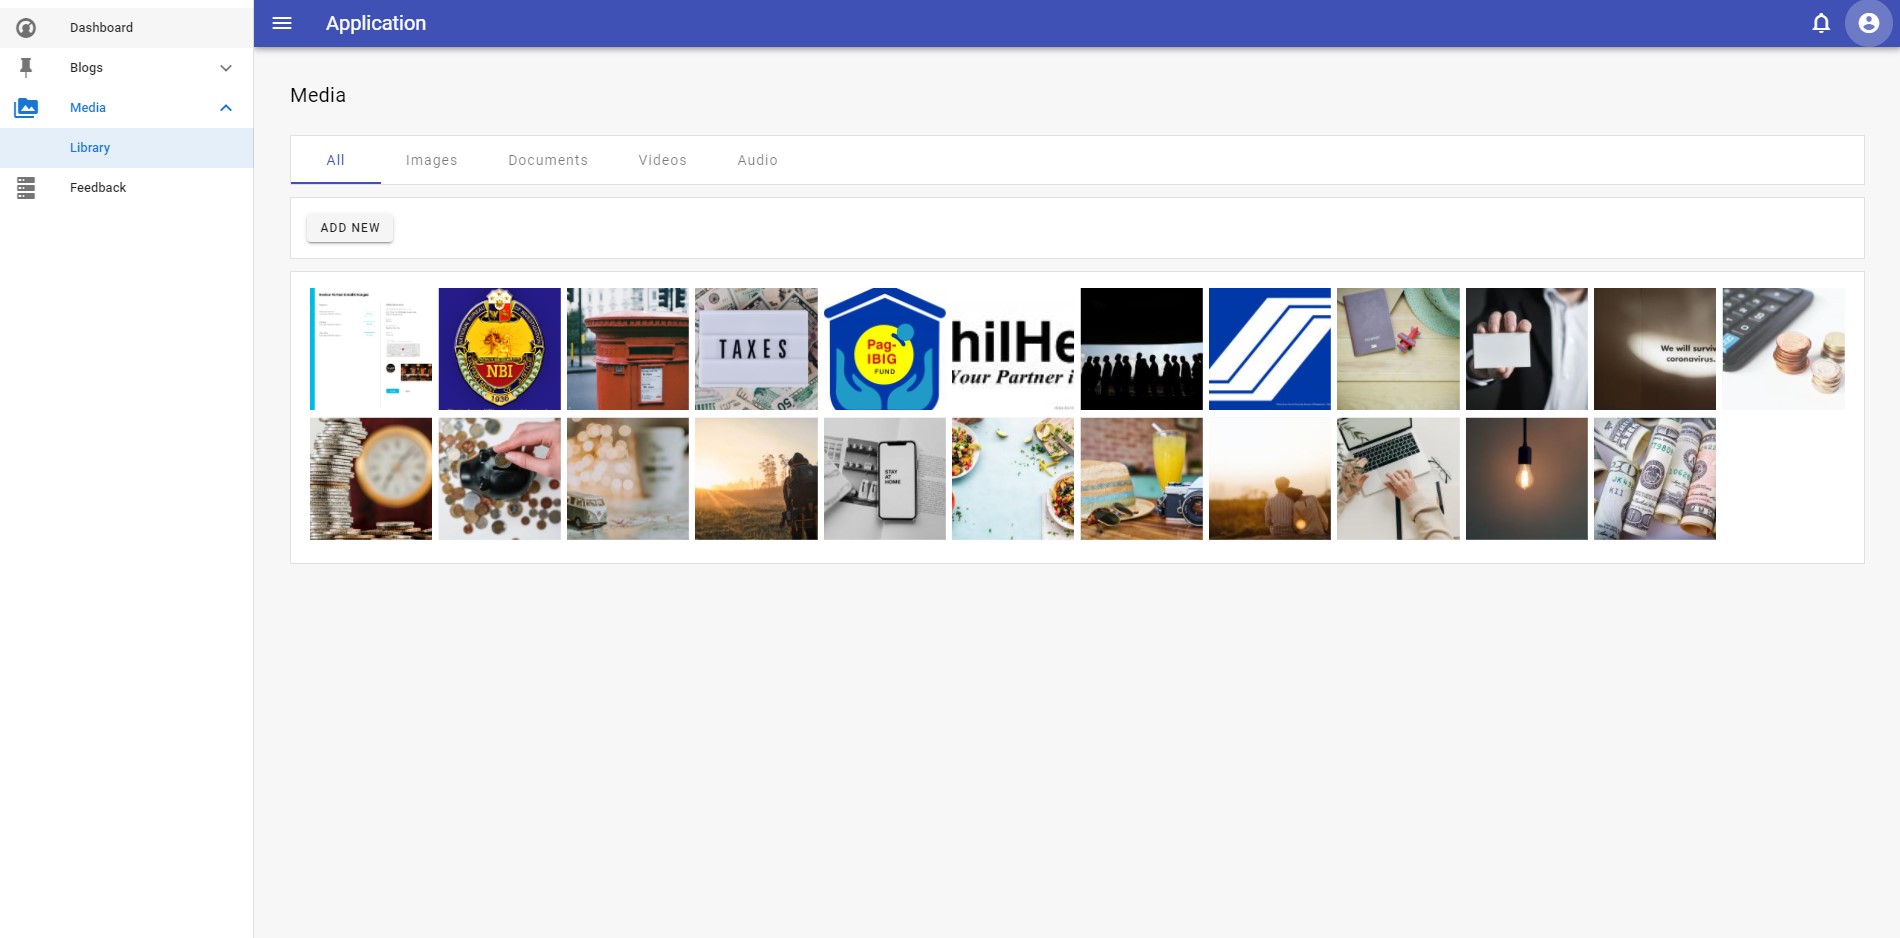 Dashboard
Blogs
Media
Library
Feedback
Application
Media
All Images Documents Videos Audio
ADD NEW
NBI
1936
TAXES
Pag-
IBIG
FUND
hilHe
Your Partner i
We will surviv
coronavirus.
STAY
AT
HOME